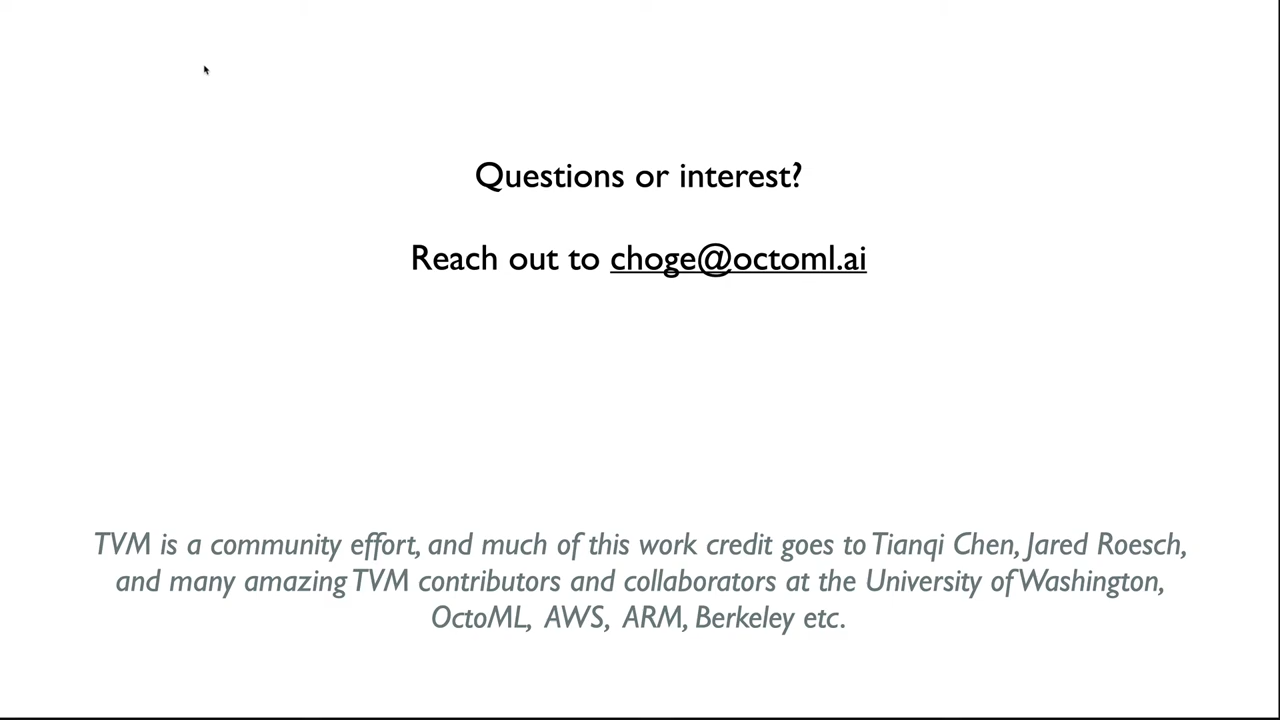 Questions or interest?
Reach out to choge@octoml.ai
TVM is a community effort, and much of this work credit goes to Tianqi Chen, Jared Roesch,
and many amazing TVM contributors and collaborators at the University of Washington,
OctoML, AWS, ARM, Berkeley etc.